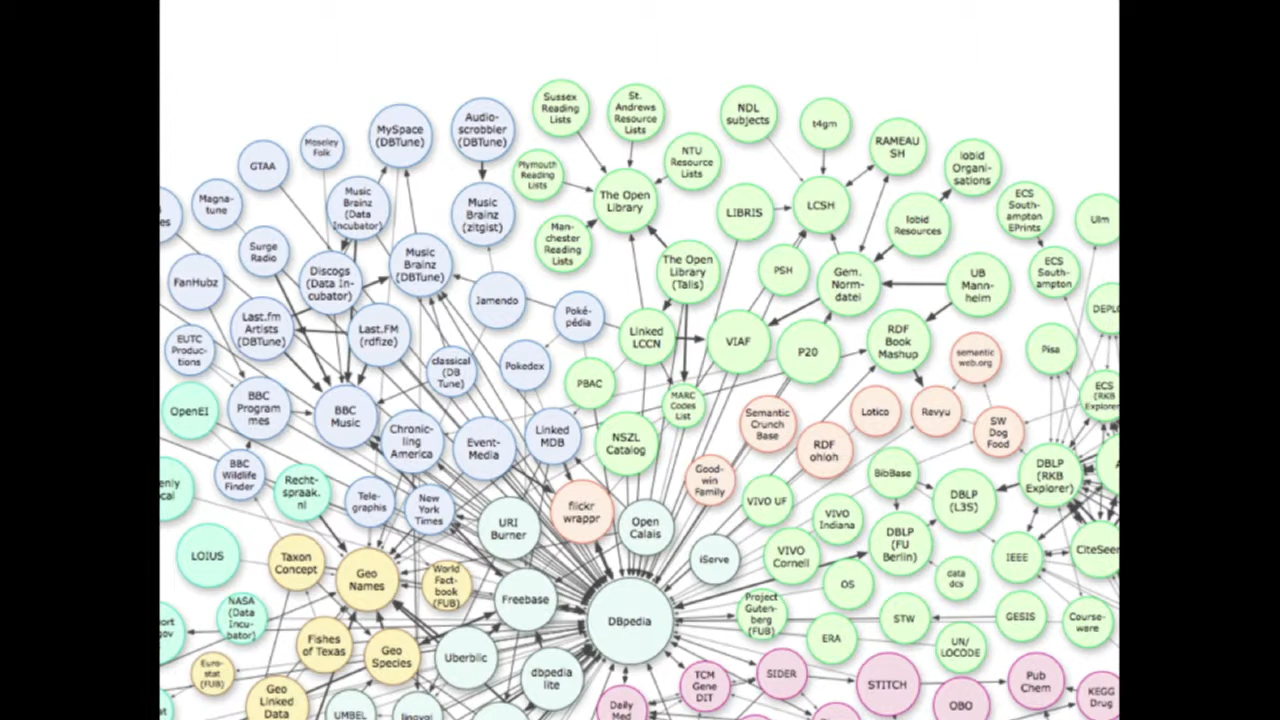 Sussex
Reading
Lists
St.
Andrews
Resource
Lists
NDL
subjects
t4gm
MySpace
(DBTune)
Audio-
scrobbler
(DBTune)
Moseley
Folk
GTAA
RAMEAU
SH
NTU
Resource
Lists
lobid
Organi-
sations
Plymouth
Reading
Lists
Magna-
tune
Music
Brainz
(Data
Incubator)
Music
Brainz
(zitgist)
The Open
Library
LIBRIS
LCSH
lobid
Resources
ECS
South-
ampton
EPrints
Ulm
Man-
chester
Reading
Lists
Surge
Radio
Music
Brainz
(DBTune)
The Open
Library
(Talis)
PSH
ECS
South-
ampton
FanHubz
Discogs
(Data In-
cubator)
Gem.
Norm-
datei
UB
Mann-
heim
Jamendo
Poké-
pédia
DEPLO
Last.fm
Artists
(DBTune)
Last.FM
(rdfize)
Linked
LCCN
VIAF
P20
RDF
Book
Mashup
EUTC
Produc-
tions
classical
(DB
Tune)
Pokedex
semantic
web.org
Pisa
PBAC
OpenEI
BBC
Program
mes
BBC
Music
MARC
Codes
List
ECS
(RKB
Explorer)
Semantic
Crunch
Base
Lotico
Revyu
SW
Dog
Food
Chronic-
ling
America
Event-
Media
Linked
MDB
NSZL
Catalog
RDF
ohloh
BBC
Wildlife
Finder
Good-
win
Family
BibBase
DBLP
(RKB
Explorer)
Recht-
spraak.
nl
Tele-
graphis
New
York
Times
flickr
wrappr
VIVO UF
DBLP
(L3S)
URI
Burner
Open
Calais
VIVO
Indiana
LOIUS
Taxon
Concept
iServe
VIVO
Cornell
DBLP
(FU
Berlin)
IEEE
CiteSeer
Geo
Names
World
Fact-
book
(FUB)
Freebase
OS
data
dcs
NASA
(Data
Incu-
bator)
DBpedia
Project
Guten-
berg
(FUB)
STW
GESIS
Course-
ware
ERA
Fishes
of Texas
Geo
Species
Uberblic
UN/
LOCODE
Euro-
stat
(FUB)
dbpedia
lite
TCM
Gene
DIT
SIDER
STITCH
Pub
Chem
KEGG
Drug
Geo
Linked
Data
UMBEL
lingvoj
Daily
Med
OBO